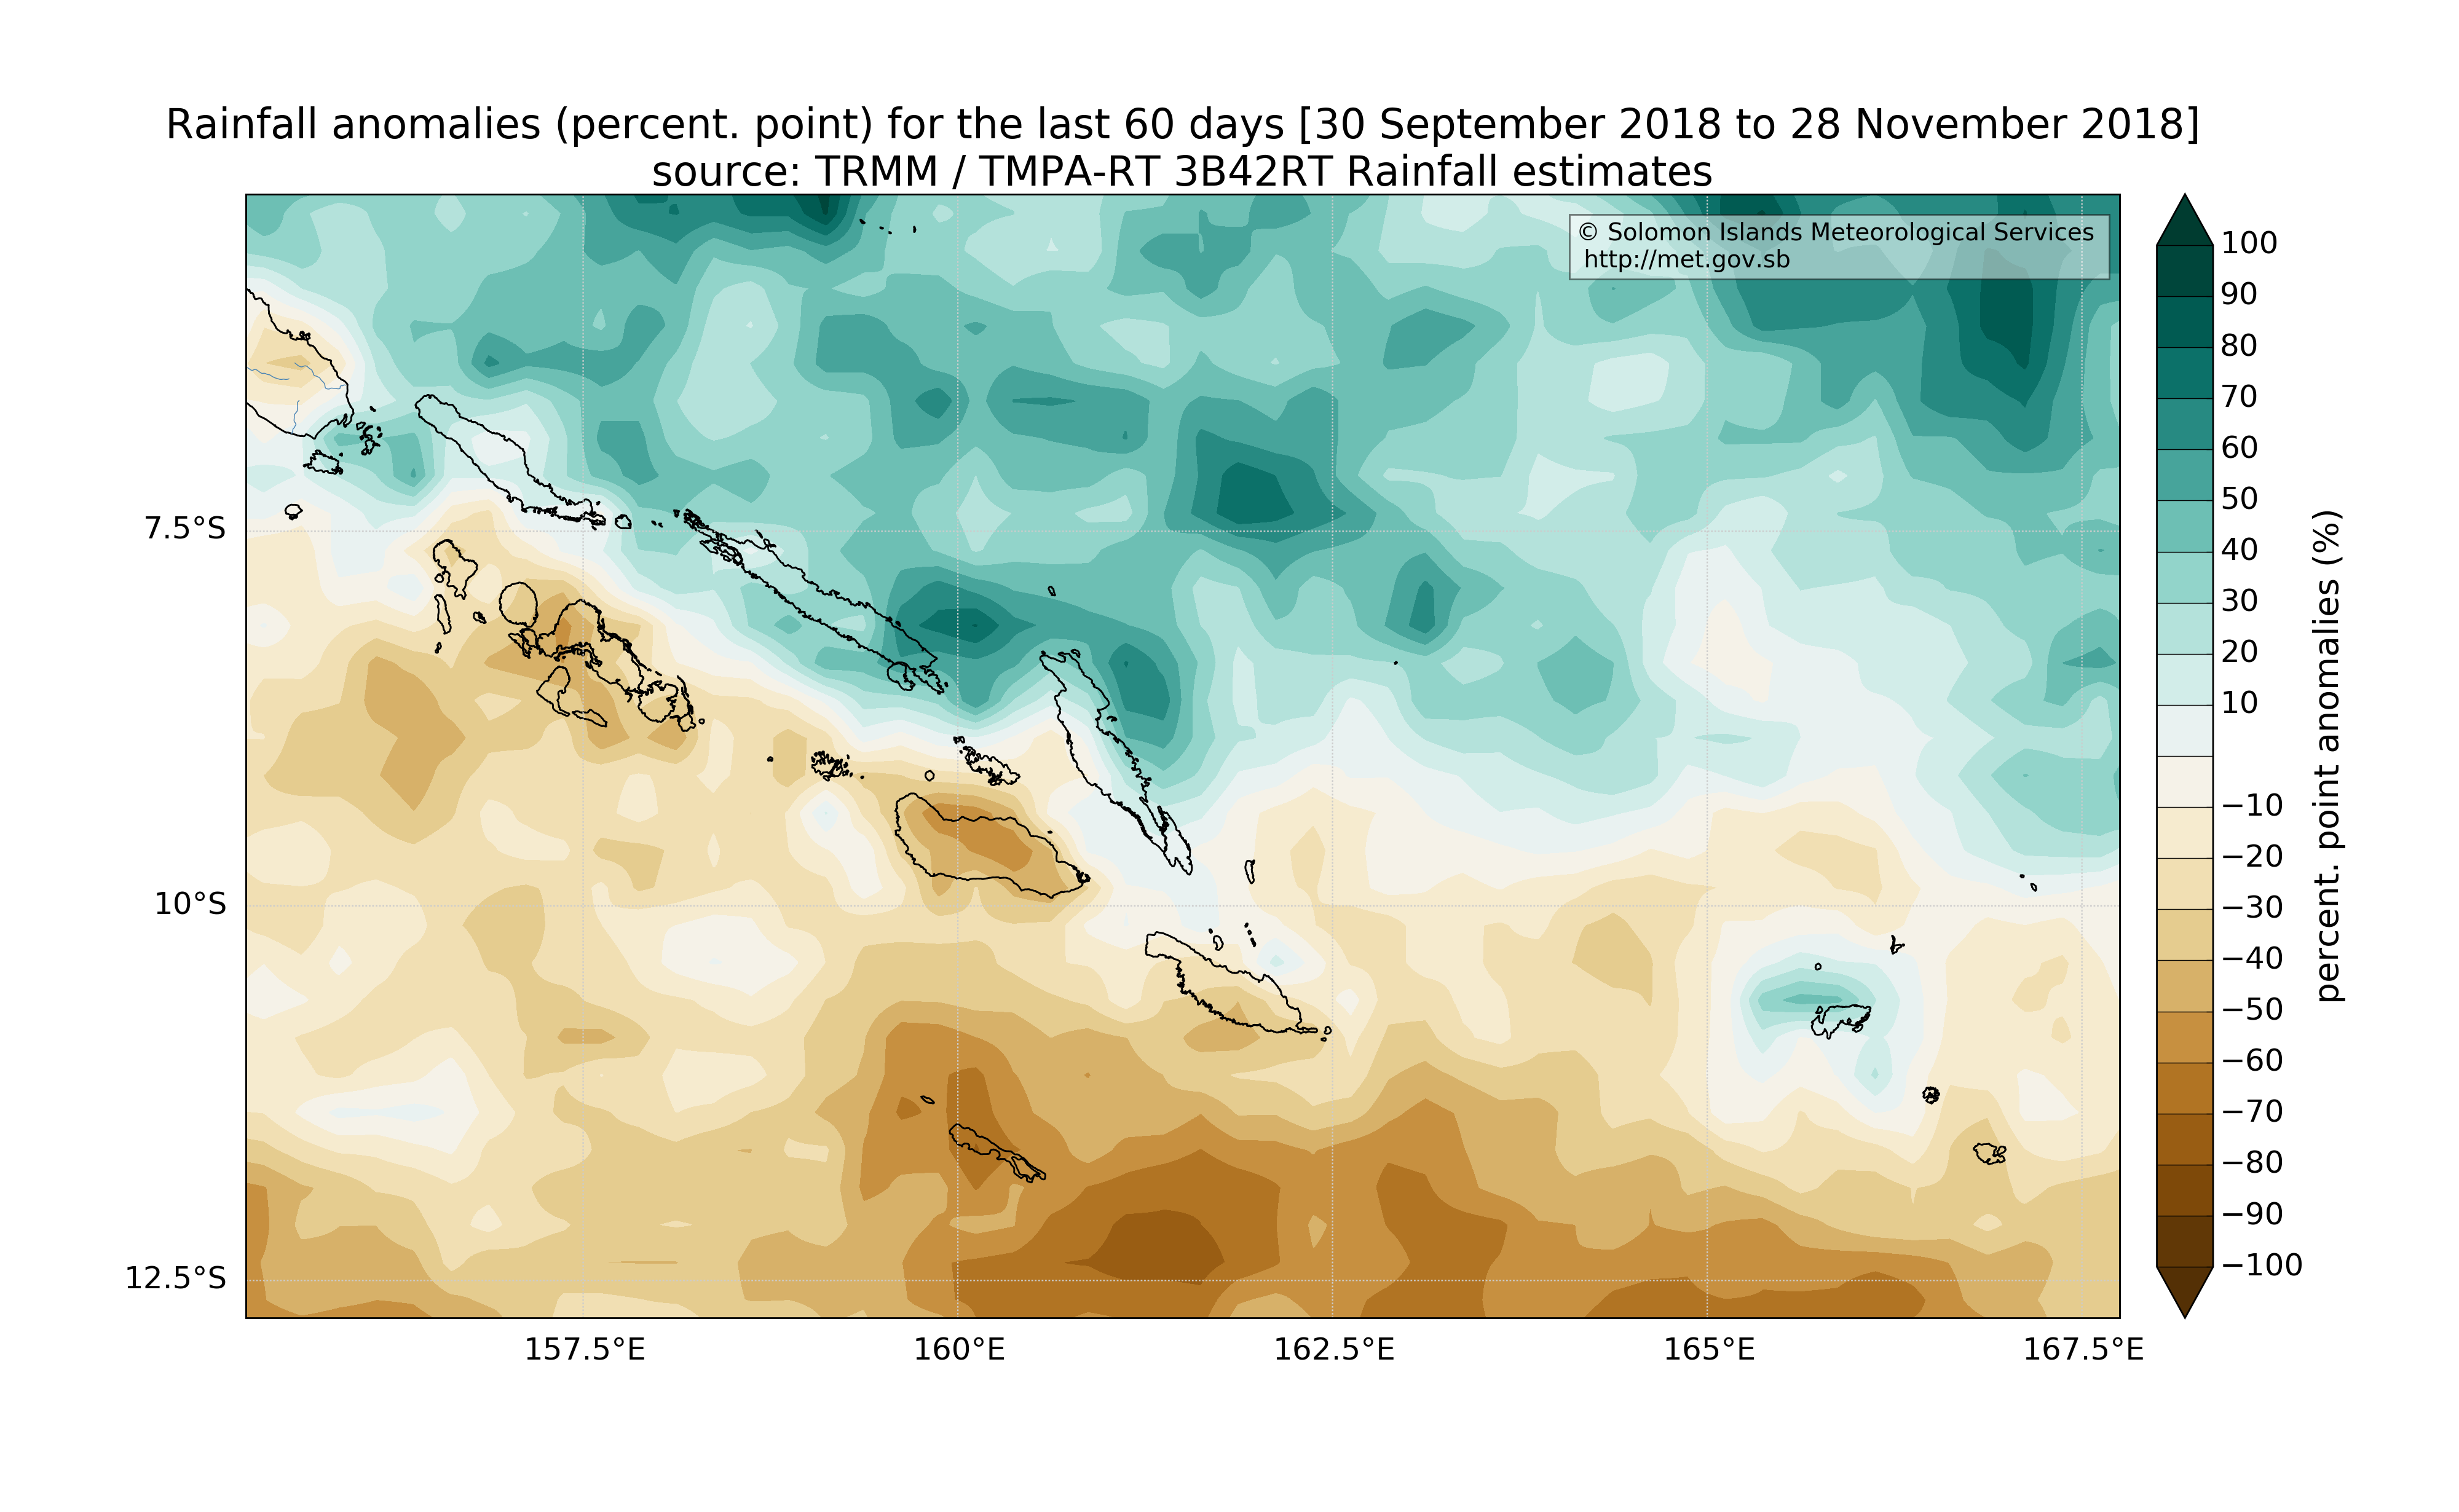 Rainfall anomalies (percent. point) for the last 60 days [30 September 2018 to 28 November 2018]
source: TRMM / TMPA-RT 3B42RT Rainfall estimates
© Solomon Islands Meteorological Services
http://met.gov.sb
7.5°S
10°S
12.5°S
157.5°E
160°E
162.5°E
165°E
167.5°E
100
90
80
70
60
50
40
30
20
10
−10
−20
−30
−40
−50
−60
−70
−80
−90
−100
percent. point anomalies (%)